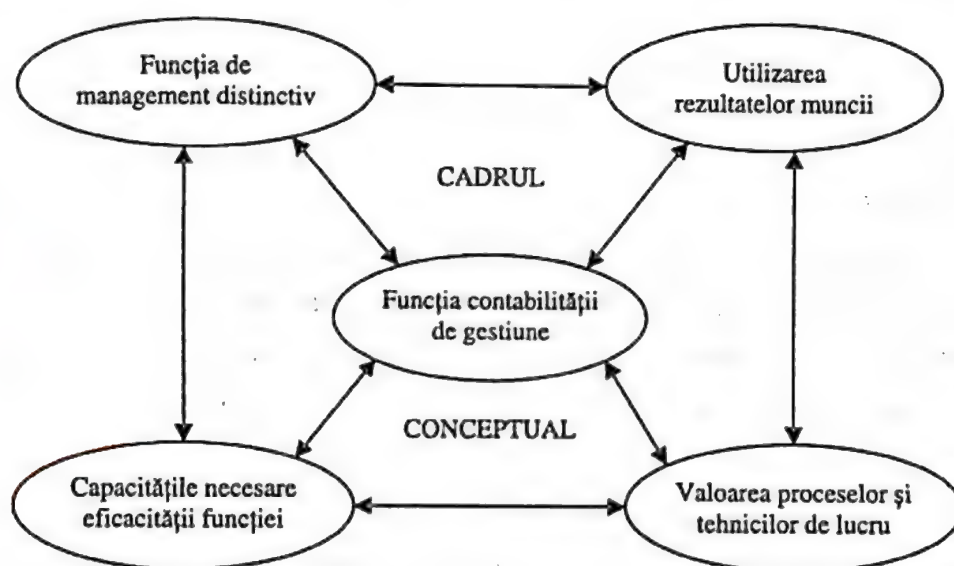 Funcţia de
management distinctiv
Utilizarea
rezultatelor muncii
CADRUL
Funcţia contabilităţii
de gestiune
CONCEPTUAL
Capacităţile necesare
eficacităţii funcţiei
Valoarea proceselor şi
tehnicilor de lucru